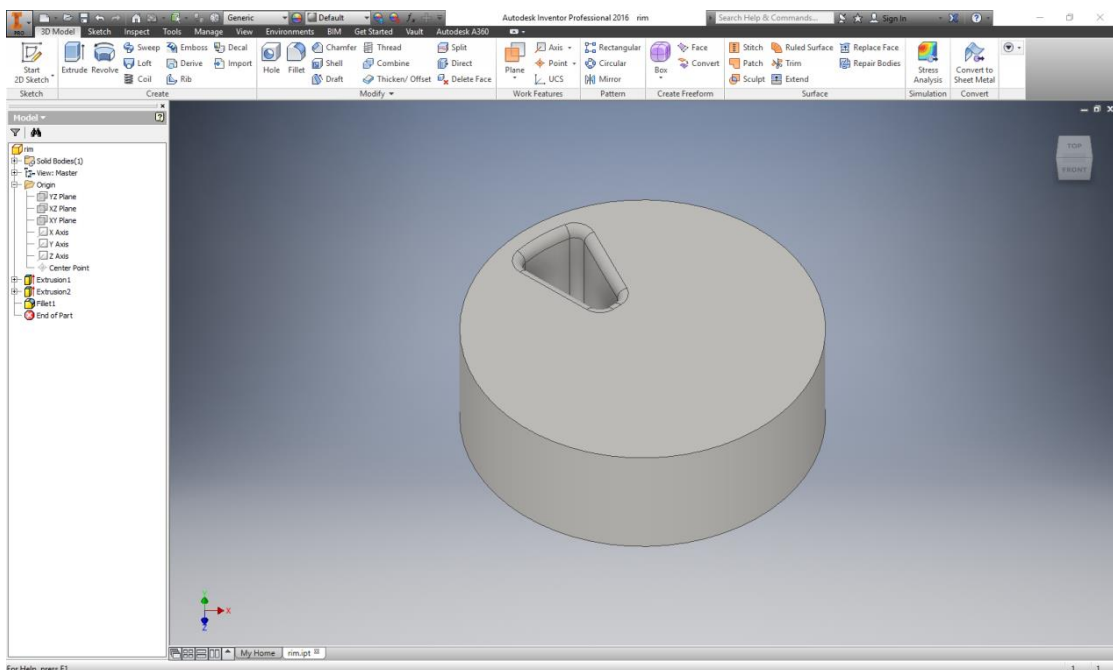 Generic
Default
Autodesk Inventor Professional 2016 rim
Search Help & Commands...
Sign In
PRO
3D Model Sketch Inspect Tools Manage View Environments BIM Get Started Vault Autodesk A360
Start
2D Sketch
Extrude Revolve
Sweep Emboss Decal
Loft Derive Import
Coil Rib
Hole Fillet
Chamfer Thread Split
Shell Combine Direct
Draft Thicken/ Offset Delete Face
Plane
Axis
Point
UCS
Rectangular
Circular
Mirror
Box
Face
Convert
Stitch Ruled Surface Replace Face
Patch Trim Repair Bodies
Sculpt Extend
Stress
Analysis
Convert to
Sheet Metal
Sketch Create Modify Work Features Pattern Create Freeform Surface Simulation Convert
Model
rim
Solid Bodies(1)
View: Master
Origin
YZ Plane
XZ Plane
XY Plane
X Axis
Y Axis
Z Axis
Center Point
Extrusion1
Extrusion2
Fillet1
End of Part
TOP
FRONT
Y
X
Z
My Home rim.ipt
For Help, press F1
1 1